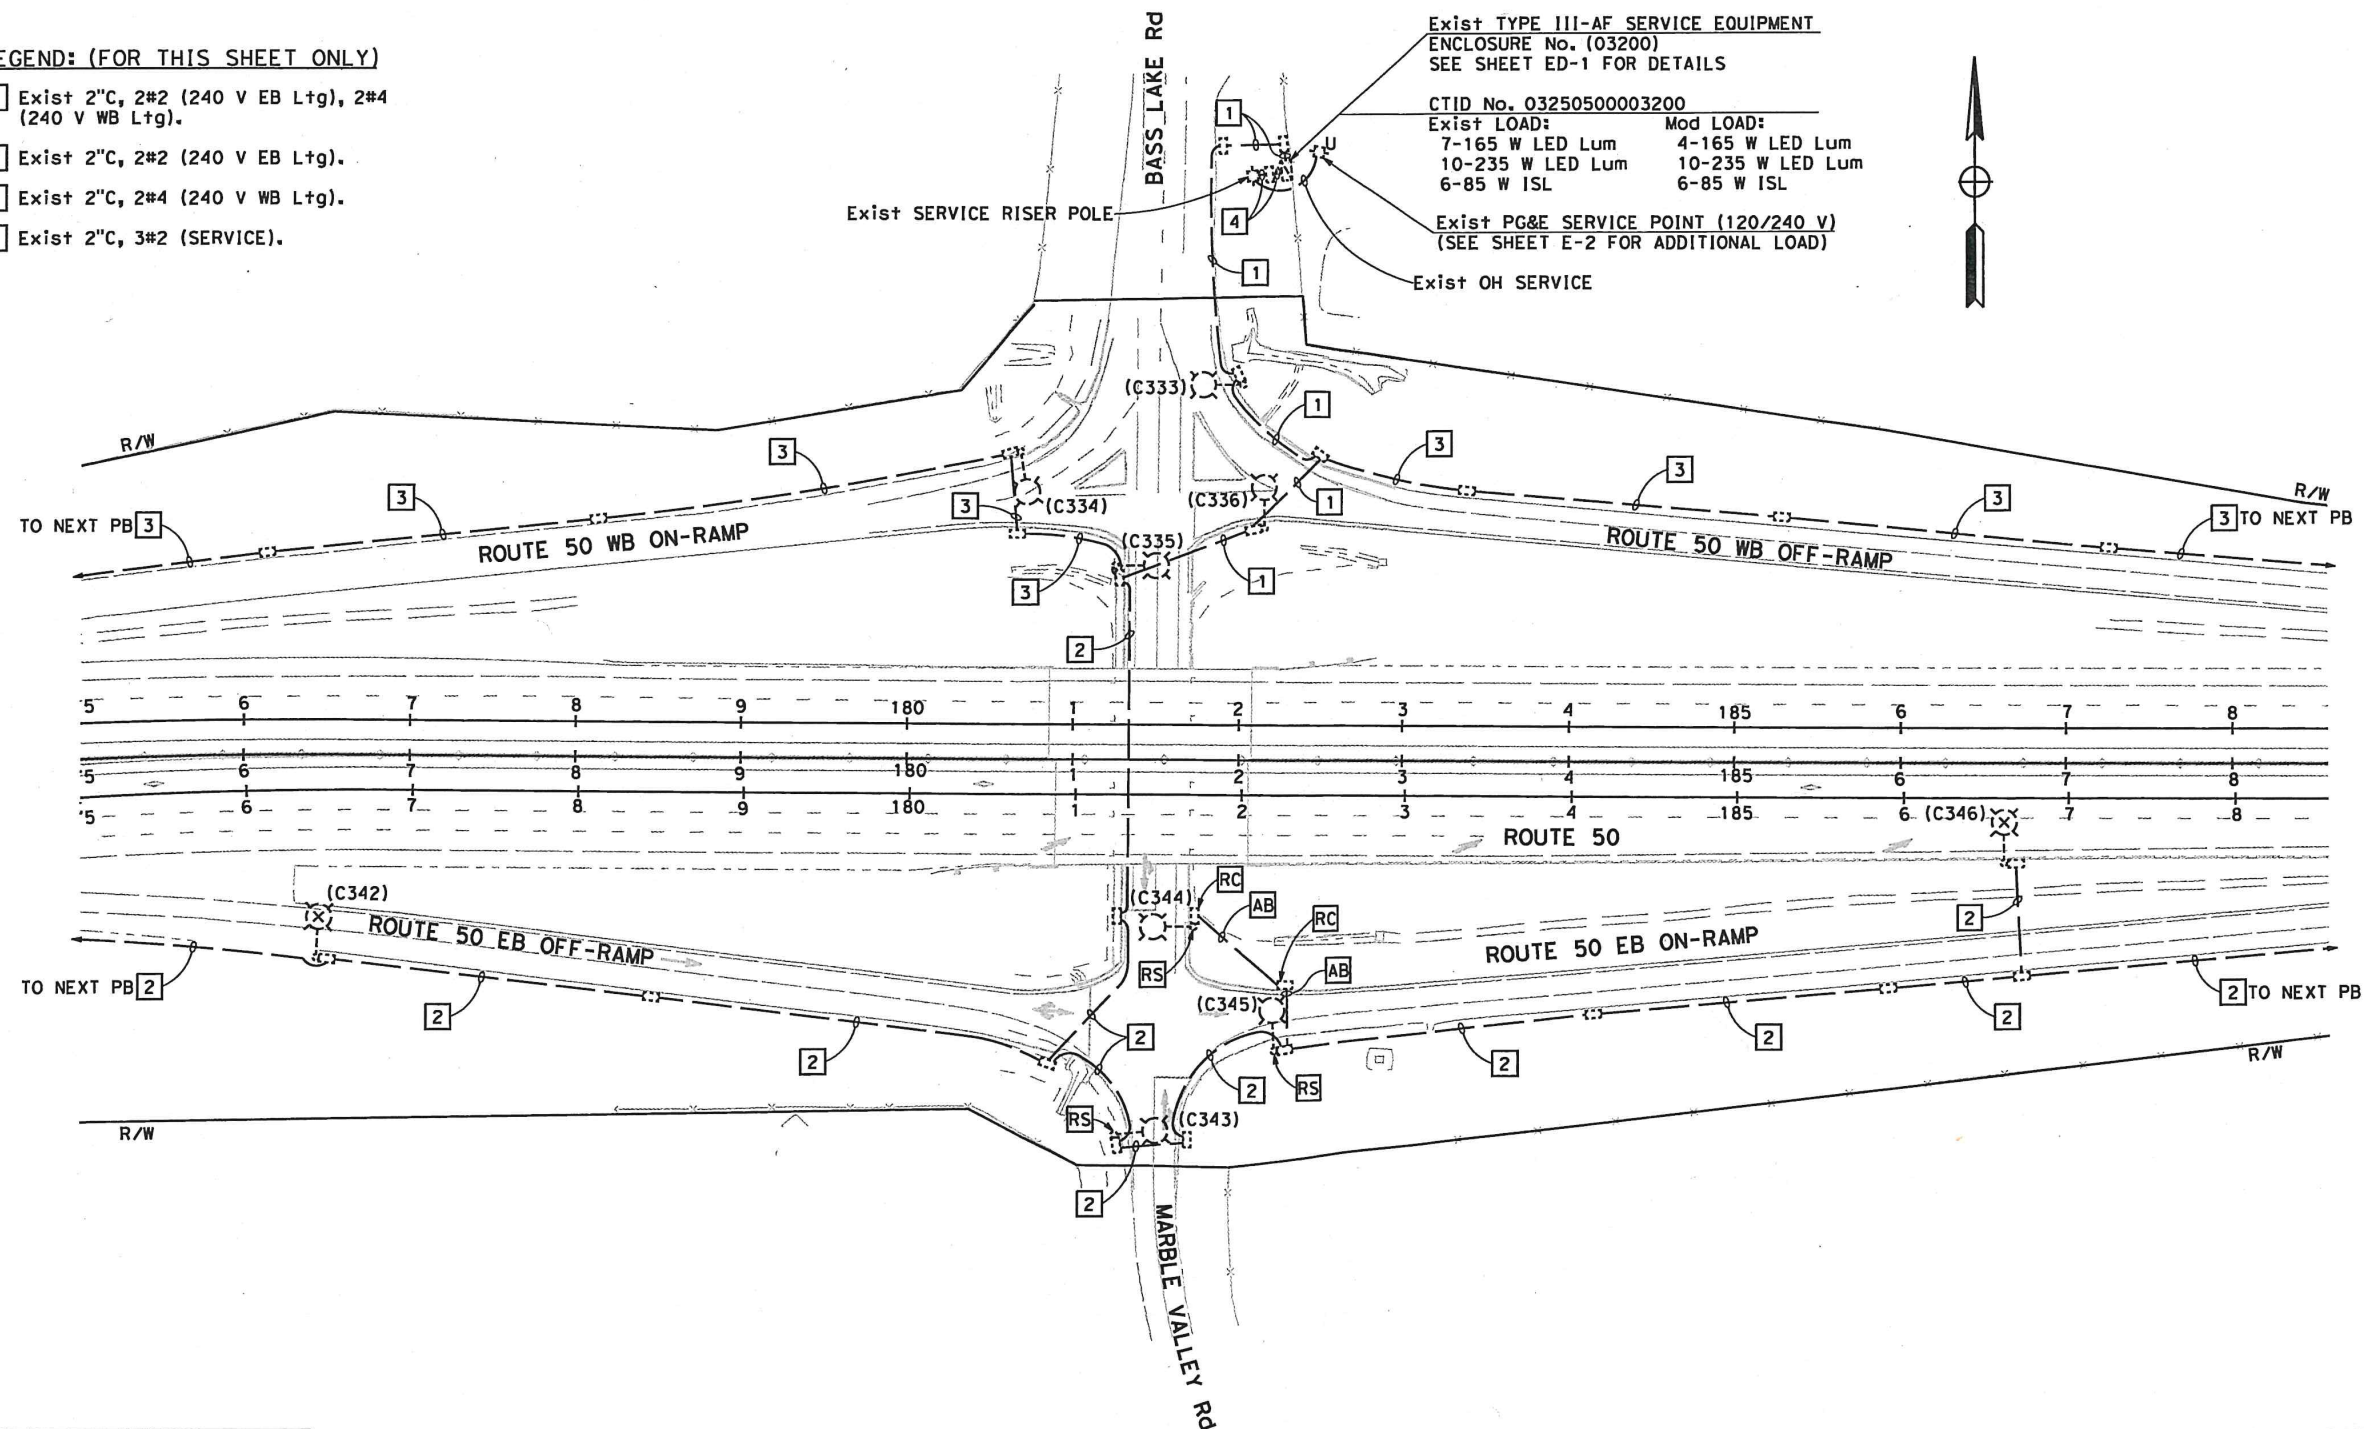 EGEND: (FOR THIS SHEET ONLY)
Exist 2"C, 2#2 (240 V EB Ltg), 2#4
(240 V WB Ltg).
Exist 2"C, 2#2 (240 V EB Ltg).
Exist 2"C, 2#4 (240 V WB Ltg).
Exist 2"C, 3#2 (SERVICE).
BASS LAKE Rd
Exist TYPE III-AF SERVICE EQUIPMENT
ENCLOSURE No. (03200)
SEE SHEET ED-1 FOR DETAILS
CTID No. 03250500003200
Exist LOAD: Mod LOAD:
7-165 W LED Lum 4-165 W LED Lum
10-235 W LED Lum 10-235 W LED Lum
6-85 W ISL 6-85 W ISL
1
U
Exist SERVICE RISER POLE
4
Exist PG&E SERVICE POINT (120/240 V)
(SEE SHEET E-2 FOR ADDITIONAL LOAD)
1
Exist OH SERVICE
(C333)
1
R/W
3
3
3
3
3
R/W
(C334)
3
(C336)
1
3
TO NEXT PB 3
3 TO NEXT PB
ROUTE 50 WB ON-RAMP
(C335)
ROUTE 50 WB OFF-RAMP
3
1
2
5 6 7 8 9 180 1 2 3 4 185 6 7 8
5 6 7 8 9 180 1 2 3 4 185 6 7 8
5 6 7 8 9 180 1 2 3 4 185 6 7 8
(C346)
ROUTE 50
(C342)
(C344)
RC
AB
RC
2
ROUTE 50 EB OFF-RAMP
ROUTE 50 EB ON-RAMP
RS
AB
TO NEXT PB 2
2 TO NEXT PB
(C345)
2
2
2
2
2
2
2
R/W
RS
RS
(C343)
R/W
2
MARBLE VALLEY Rd